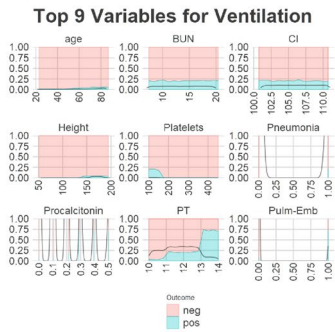 Top 9 Variables for Ventilation
age BUN CI
1.00 1.00 1.00
0.75 0.75 0.75
0.50 0.50 0.50
0.25 0.25 0.25
0.00 0.00 0.00
20 40 60 80 10 15 20 100.0 102.5 105.0 107.5 110.0
Height Platelets Pneumonia
1.00 1.00 1.00
0.75 0.75 0.75
0.50 0.50 0.50
0.25 0.25 0.25
0.00 0.00 0.00
50 100 150 200 100 200 300 400 0.00 0.25 0.50 0.75 1.00
Procalcitonin PT Pulm-Emb
1.00 1.00 1.00
0.75 0.75 0.75
0.50 0.50 0.50
0.25 0.25 0.25
0.00 0.00 0.00
0.0 0.1 0.2 0.3 0.4 0.5 10 11 12 13 14 0.00 0.25 0.50 0.75 1.00
Outcome
neg
pos